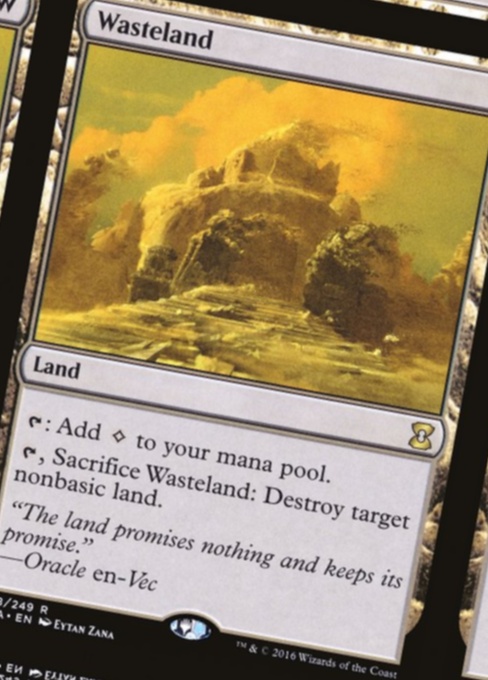 Wasteland
Land
: Add ◇ to your mana pool.
, Sacrifice Wasteland: Destroy target
nonbasic land.
“The land promises nothing and keeps its
promise.”
—Oracle en-Vec
/249 R
• EN EYTAN ZANA
™ & © 2016 Wizards of the Coast
• EN